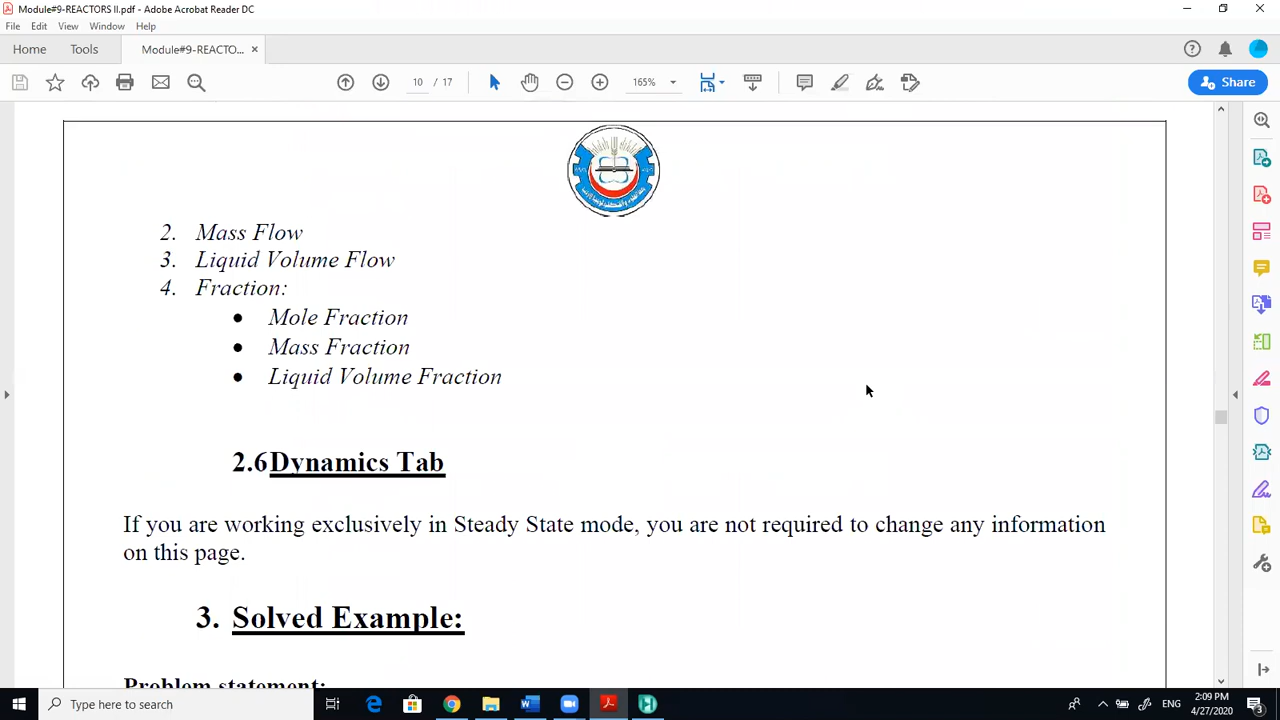 Module#9-REACTORS II.pdf - Adobe Acrobat Reader DC
File Edit View Window Help
Home Tools Module#9-REACTO... ×
10 / 17 165% Share
2. Mass Flow
3. Liquid Volume Flow
4. Fraction:
• Mole Fraction
• Mass Fraction
• Liquid Volume Fraction
2.6Dynamics Tab
If you are working exclusively in Steady State mode, you are not required to change any information
on this page.
3. Solved Example:
Problem statement:
Type here to search ENG 2:09 PM
4/27/2020 3